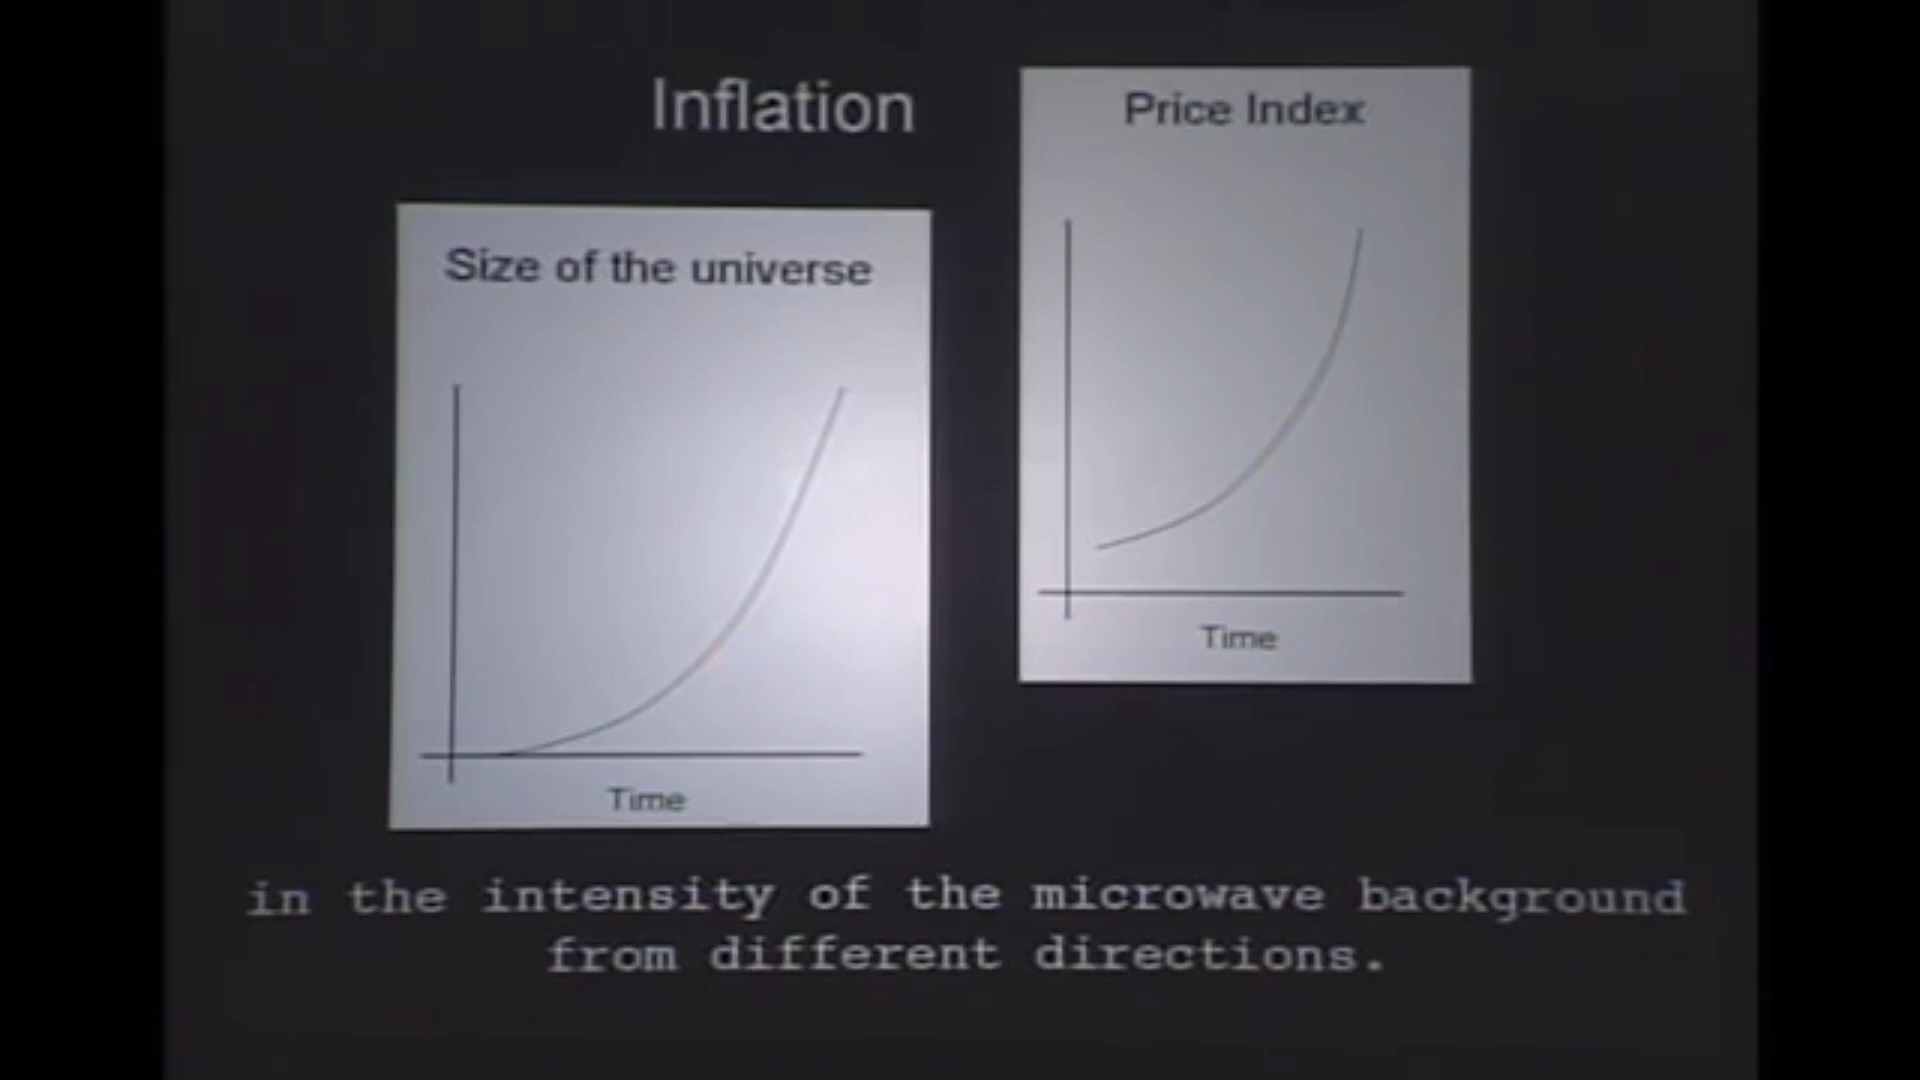 Inflation
Price Index
Size of the universe
Time
Time
in the intensity of the microwave background
from different directions.